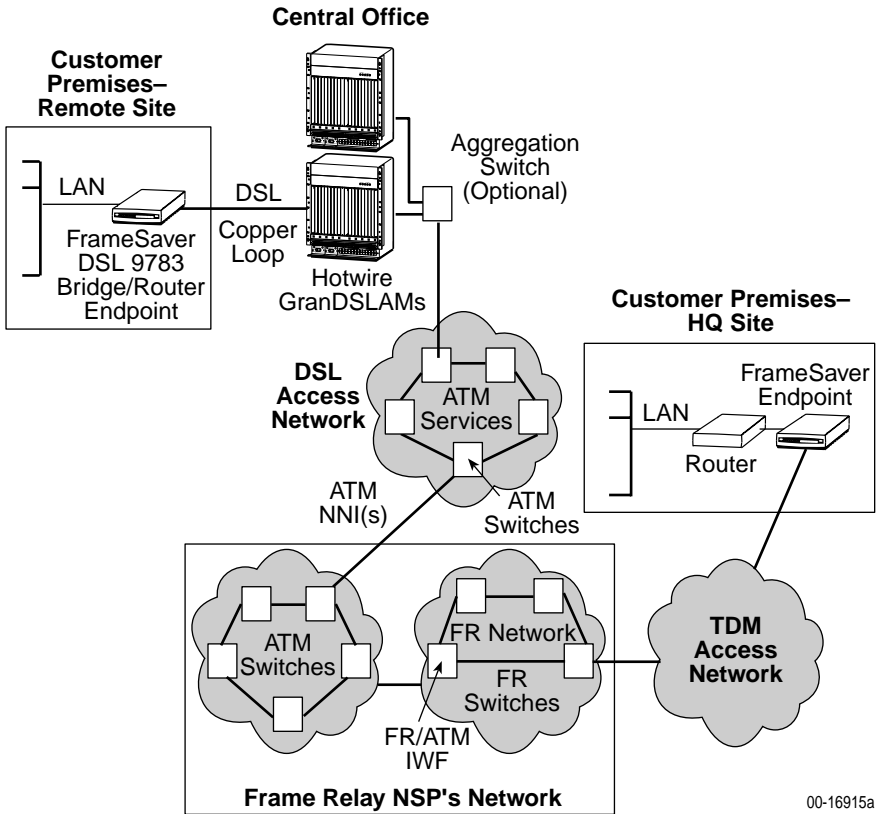 Central Office
Customer
Premises–
Remote Site
LAN
FrameSaver
DSL 9783
Bridge/Router
Endpoint
DSL
Copper
Loop
Hotwire
GranDSLAMs
Aggregation
Switch
(Optional)
Customer Premises–
HQ Site
LAN
Router
FrameSaver
Endpoint
DSL
Access
Network
ATM
Services
ATM
Switches
ATM
NNI(s)
ATM
Switches
FR Network
FR
Switches
FR/ATM
IWF
TDM
Access
Network
Frame Relay NSP's Network
00-16915a